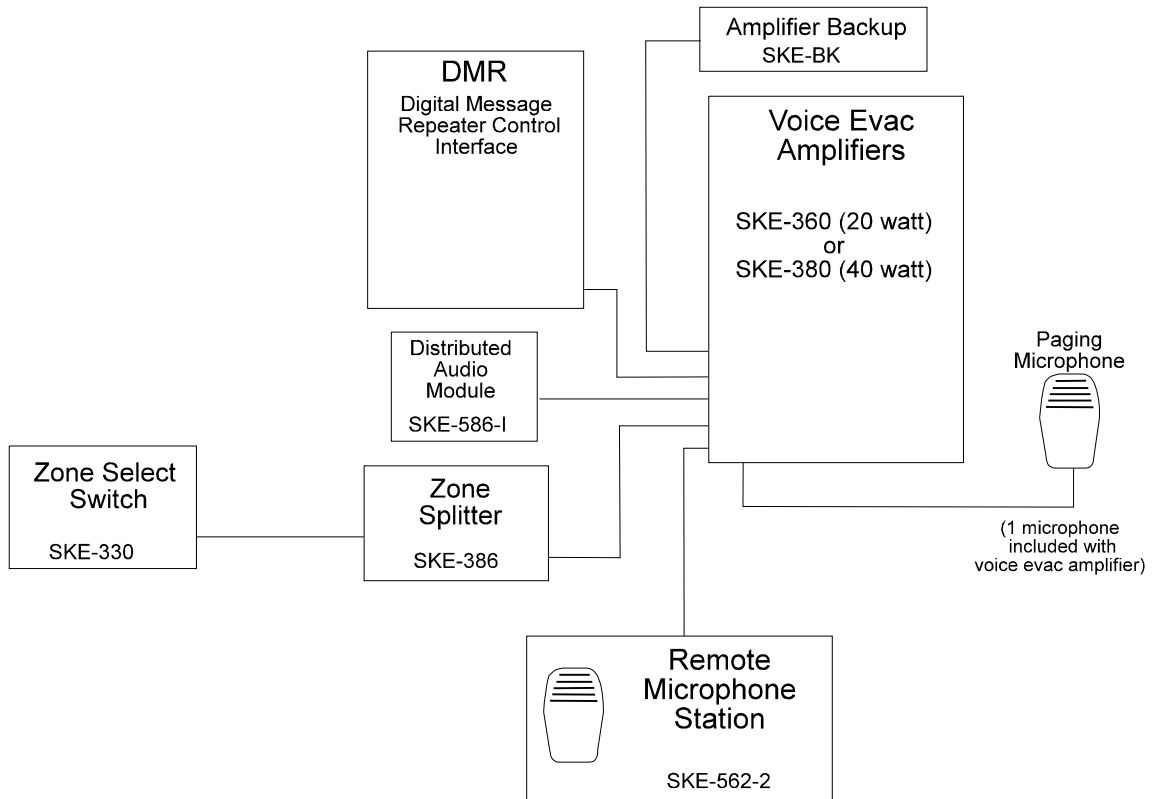 Amplifier Backup
SKE-BK
DMR
Digital Message
Repeater Control
Interface
Voice Evac
Amplifiers
SKE-360 (20 watt)
or
SKE-380 (40 watt)
Distributed
Audio
Module
SKE-586-I
Paging
Microphone
(1 microphone
included with
voice evac amplifier)
Zone Select
Switch
SKE-330
Zone
Splitter
SKE-386
Remote
Microphone
Station
SKE-562-2